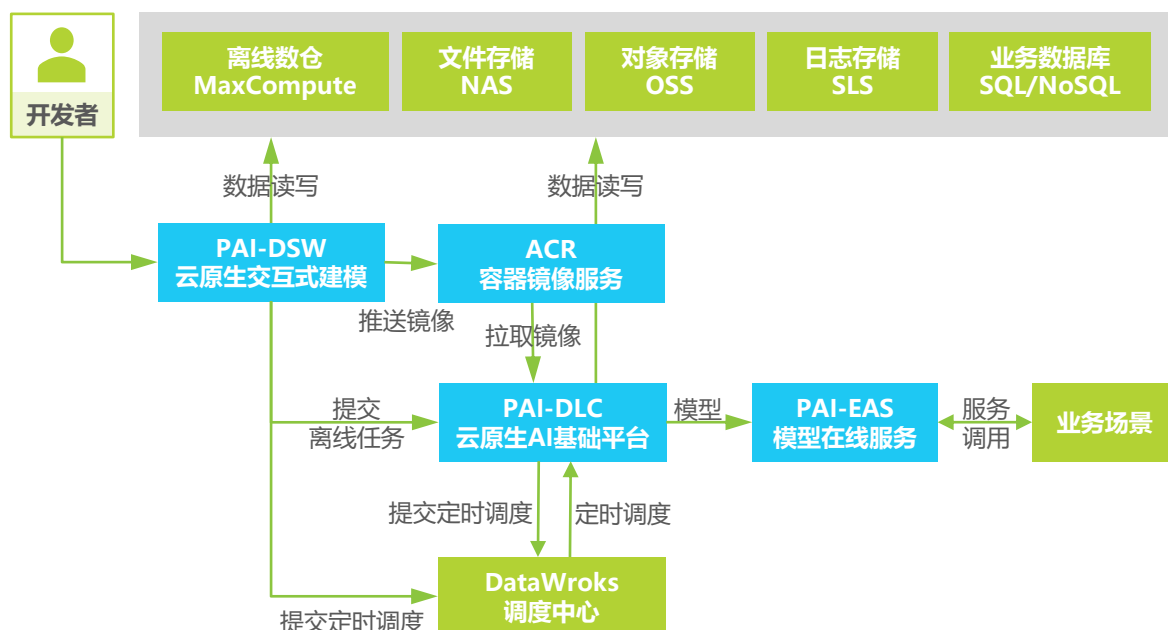 离线数仓
MaxCompute
文件存储
NAS
对象存储
OSS
日志存储
SLS
业务数据库
SQL/NoSQL
开发者
数据读写
数据读写
PAI-DSW
云原生交互式建模
ACR
容器镜像服务
推送镜像
拉取镜像
提交
离线任务
PAI-DLC
云原生AI基础平台
模型
PAI-EAS
模型在线服务
服务
调用
业务场景
提交定时调度
定时调度
DataWroks
调度中心
提交定时调度